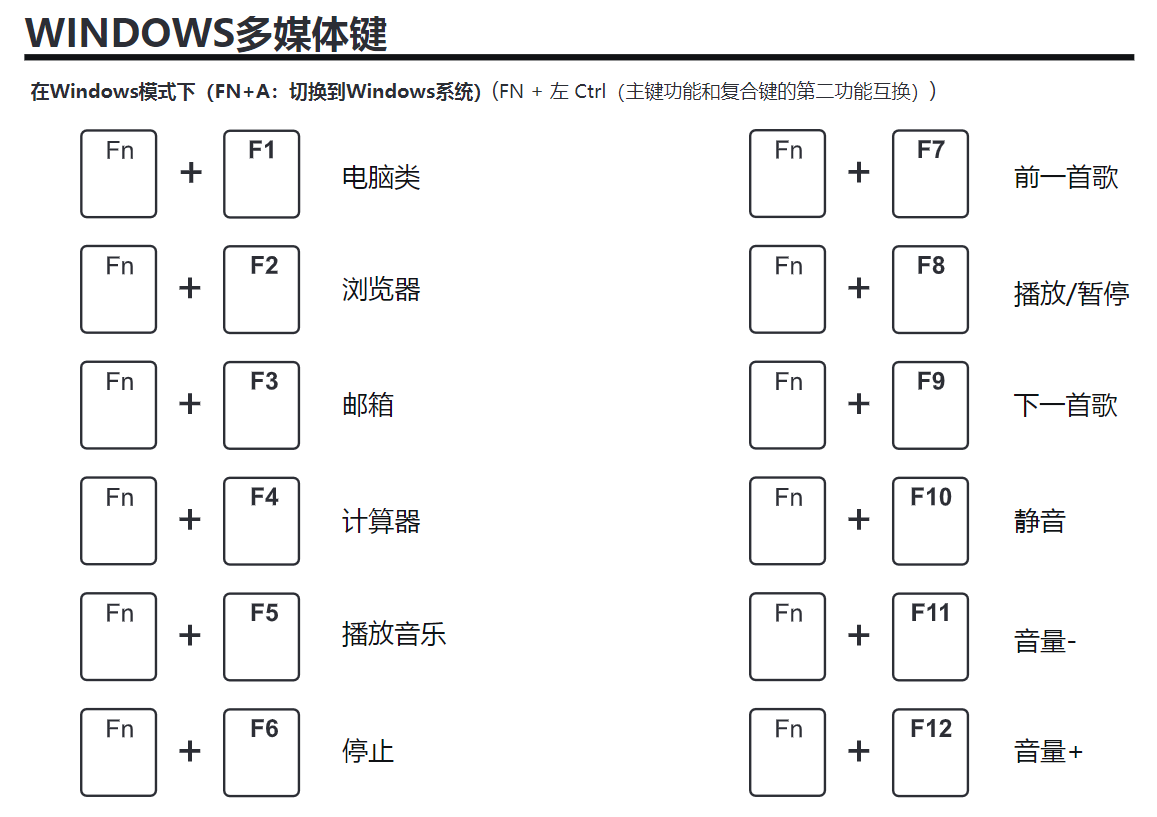 WINDOWS多媒体键
在Windows模式下（FN+A：切换到Windows系统)（FN + 左 Ctrl（主键功能和复合键的第二功能互换））
Fn + F1 电脑类
Fn + F2 浏览器
Fn + F3 邮箱
Fn + F4 计算器
Fn + F5 播放音乐
Fn + F6 停止
Fn + F7 前一首歌
Fn + F8 播放/暂停
Fn + F9 下一首歌
Fn + F10 静音
Fn + F11 音量-
Fn + F12 音量+